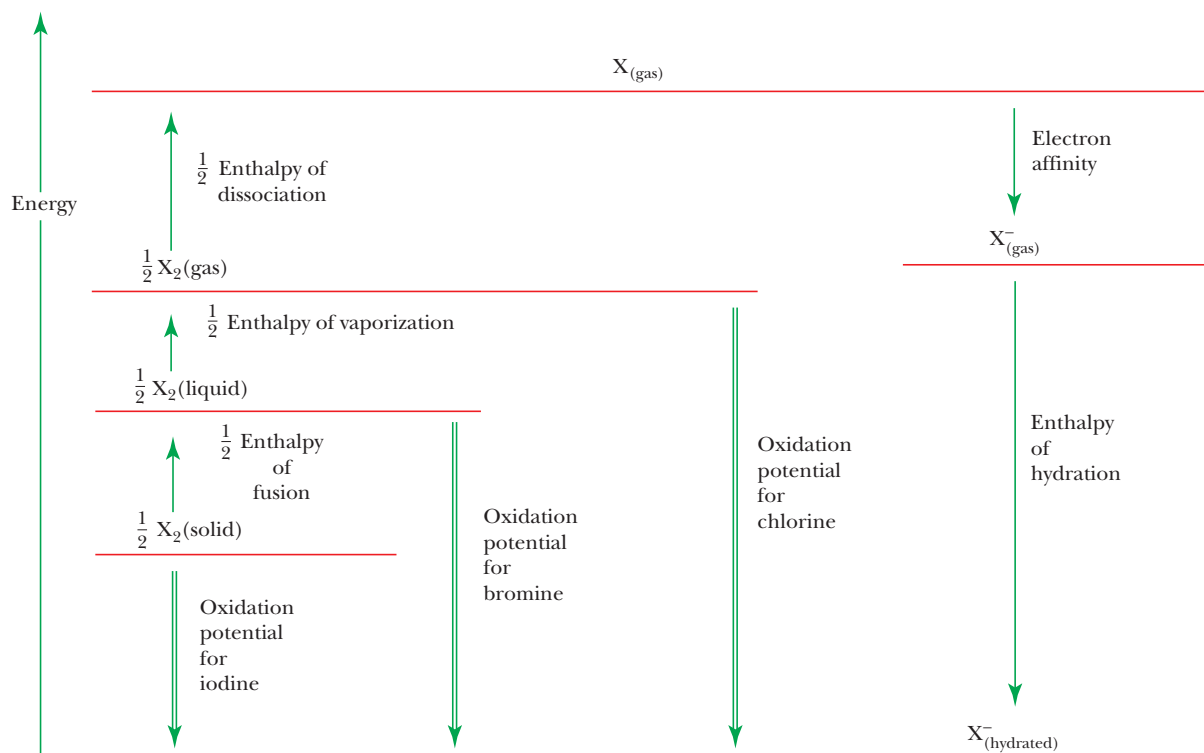 X(gas)
Electron
affinity
1/2 Enthalpy of
dissociation
Energy
X−(gas)
1/2 X2(gas)
1/2 Enthalpy of vaporization
1/2 X2(liquid)
1/2 Enthalpy
of
fusion
Enthalpy
of
hydration
Oxidation
potential
for
chlorine
1/2 X2(solid)
Oxidation
potential
for
bromine
Oxidation
potential
for
iodine
X−(hydrated)